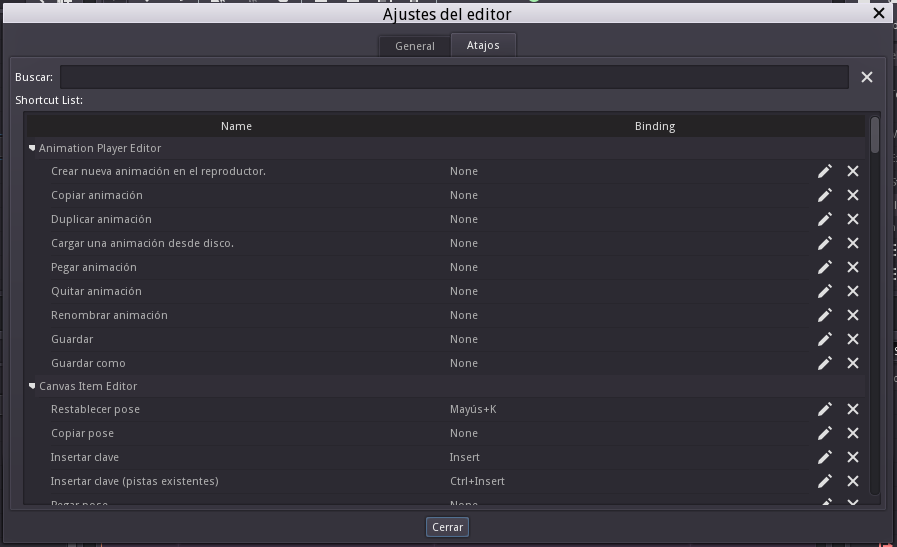 Ajustes del editor
General Atajos
Buscar:
Shortcut List:
Name Binding
Animation Player Editor
Crear nueva animación en el reproductor. None
Copiar animación None
Duplicar animación None
Cargar una animación desde disco. None
Pegar animación None
Quitar animación None
Renombrar animación None
Guardar None
Guardar como None
Canvas Item Editor
Restablecer pose Mayús+K
Copiar pose None
Insertar clave Insert
Insertar clave (pistas existentes) Ctrl+Insert
Pegar pose None
Cerrar